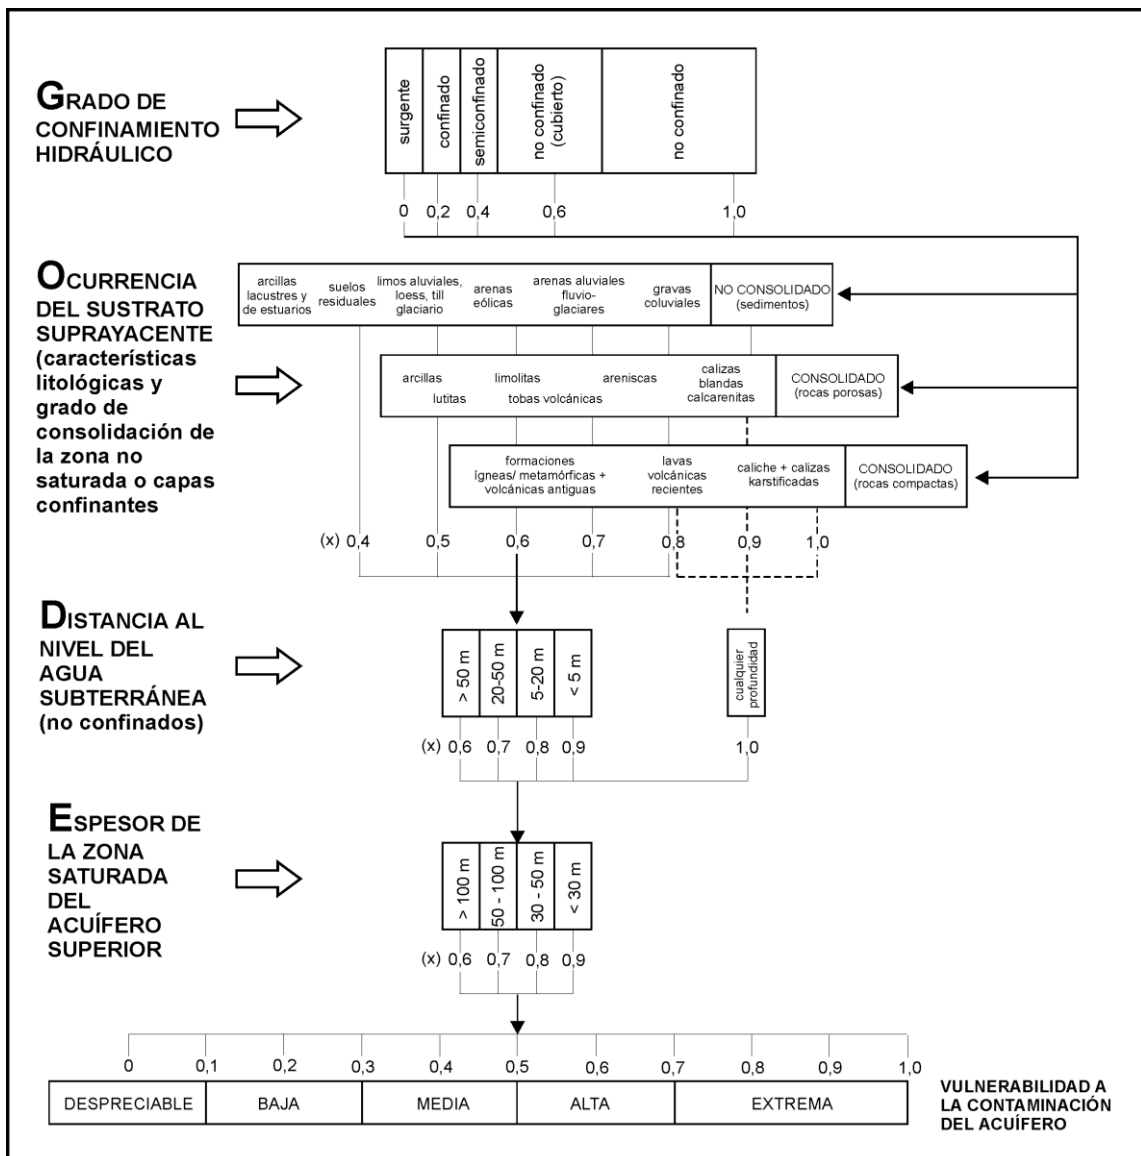 GRADO DE
CONFINAMIENTO
HIDRÁULICO
surgente
confinado
semiconfinado
no confinado
(cubierto)
no confinado
0 0,2 0,4 0,6 1,0
OCURRENCIA
DEL SUSTRATO
SUPRAYACENTE
(características
litológicas y
grado de
consolidación de
la zona no
saturada o capas
confinantes
arcillas
lacustres y
de estuarios
suelos
residuales
limos aluviales,
loess, till
glaciario
arenas
eólicas
arenas aluviales
fluvio-
glaciares
gravas
coluviales
NO CONSOLIDADO
(sedimentos)
arcillas
lutitas
limolitas
tobas volcánicas
areniscas
calizas
blandas
calcarenitas
CONSOLIDADO
(rocas porosas)
formaciones
ígneas/ metamórficas +
volcánicas antiguas
lavas
volcánicas
recientes
caliche + calizas
karstificadas
CONSOLIDADO
(rocas compactas)
(x) 0,4 0,5 0,6 0,7 0,8 0,9 1,0
DISTANCIA AL
NIVEL DEL
AGUA
SUBTERRÁNEA
(no confinados)
> 50 m
20-50 m
5-20 m
< 5 m
cualquier
profundidad
(x) 0,6 0,7 0,8 0,9 1,0
ESPESOR DE
LA ZONA
SATURADA
DEL
ACUÍFERO
SUPERIOR
> 100 m
50 - 100 m
30 - 50 m
< 30 m
(x) 0,6 0,7 0,8 0,9
0 0,1 0,2 0,3 0,4 0,5 0,6 0,7 0,8 0,9 1,0
DESPRECIABLE BAJA MEDIA ALTA EXTREMA
VULNERABILIDAD A
LA CONTAMINACIÓN
DEL ACUÍFERO